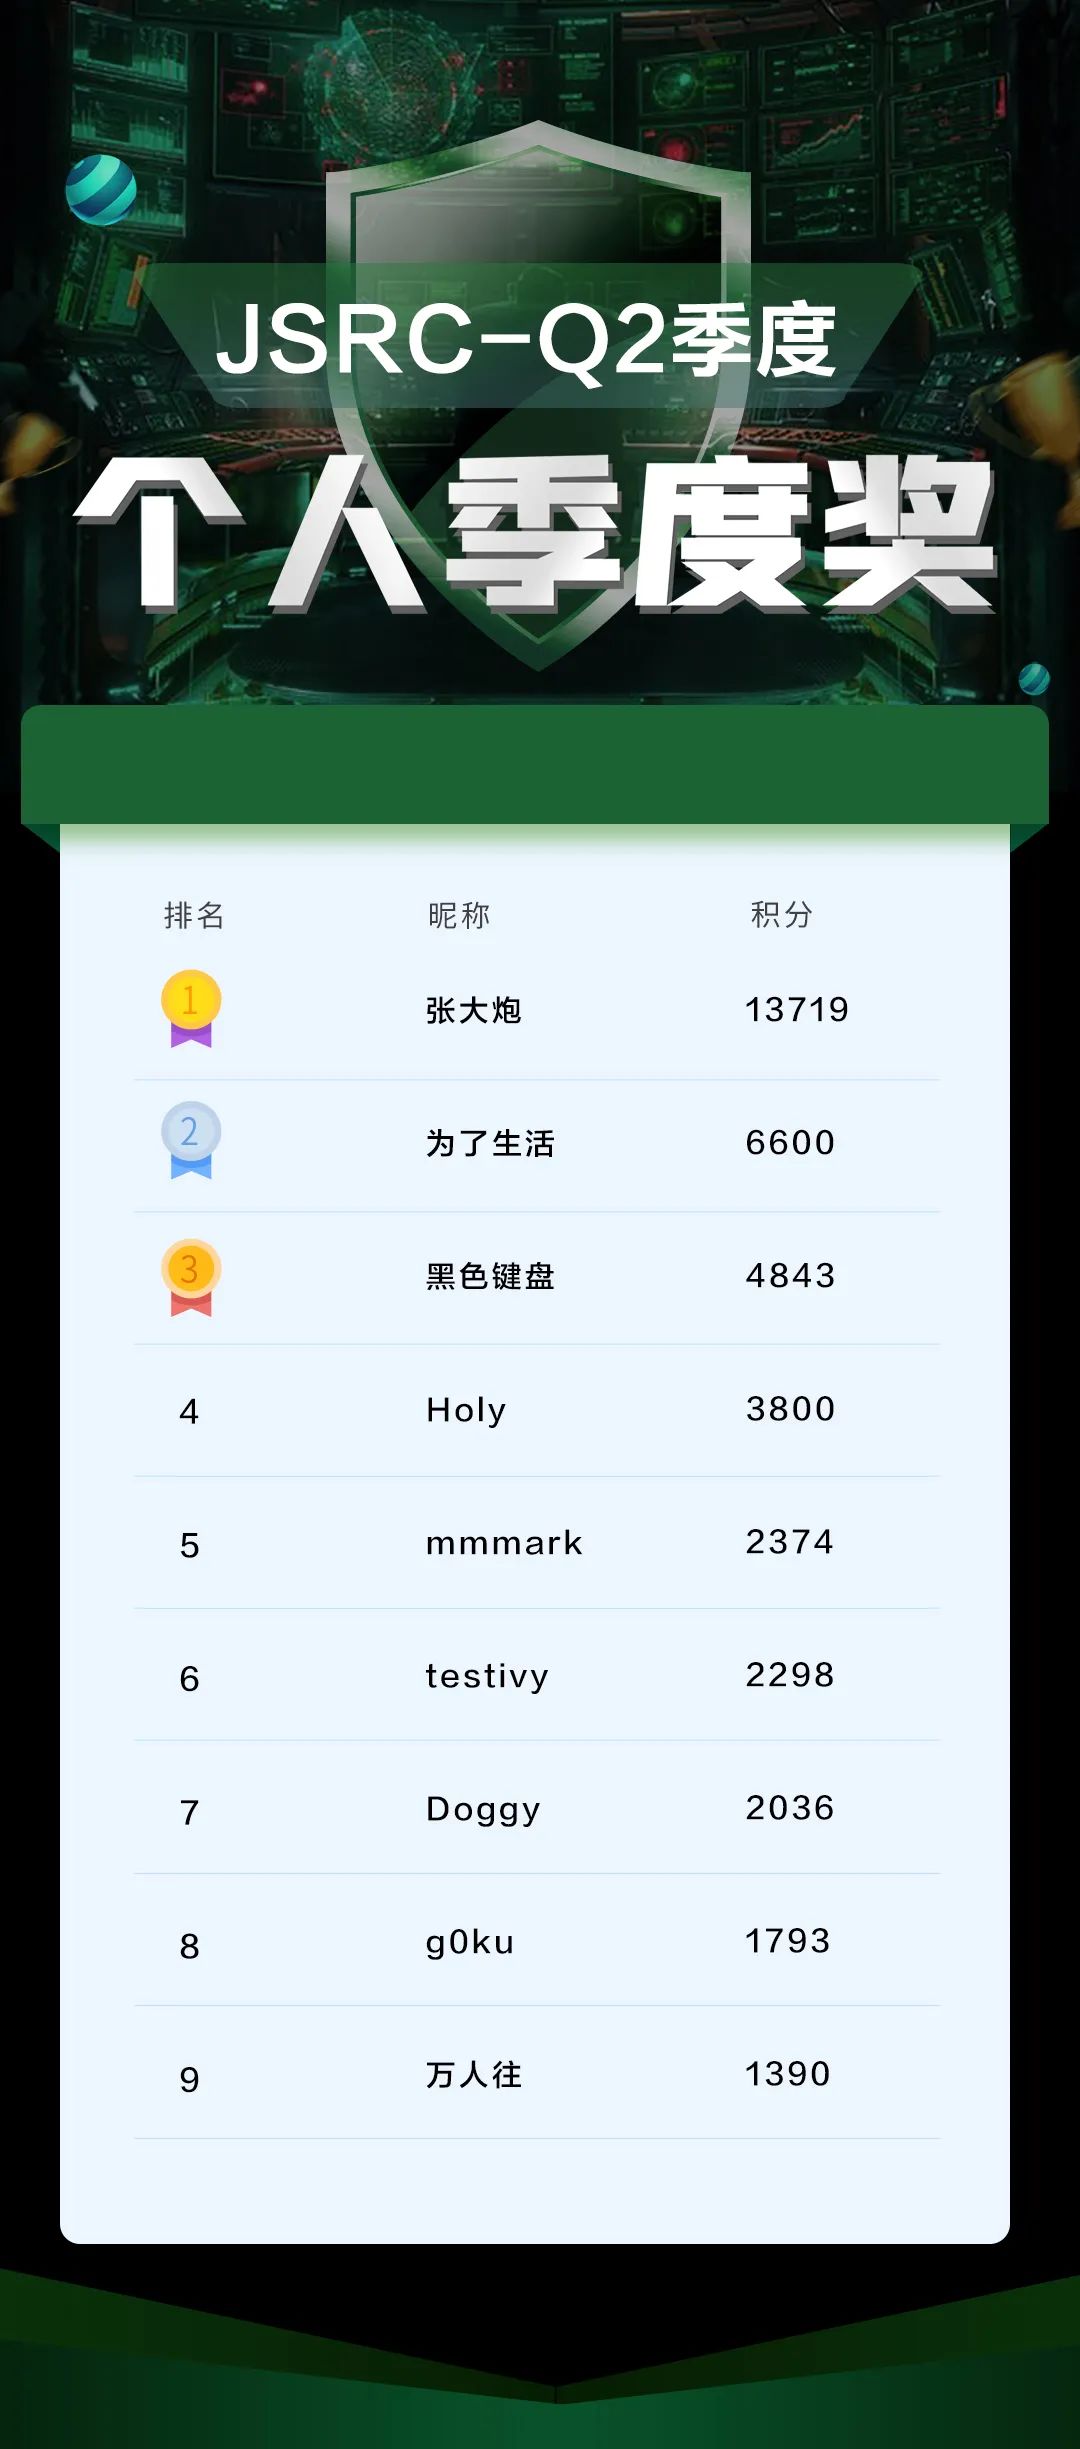 JSRC-Q2季度
个人季度奖
排名 昵称 积分
1 张大炮 13719
2 为了生活 6600
3 黑色键盘 4843
4 Holy 3800
5 mmmark 2374
6 testivy 2298
7 Doggy 2036
8 g0ku 1793
9 万人往 1390